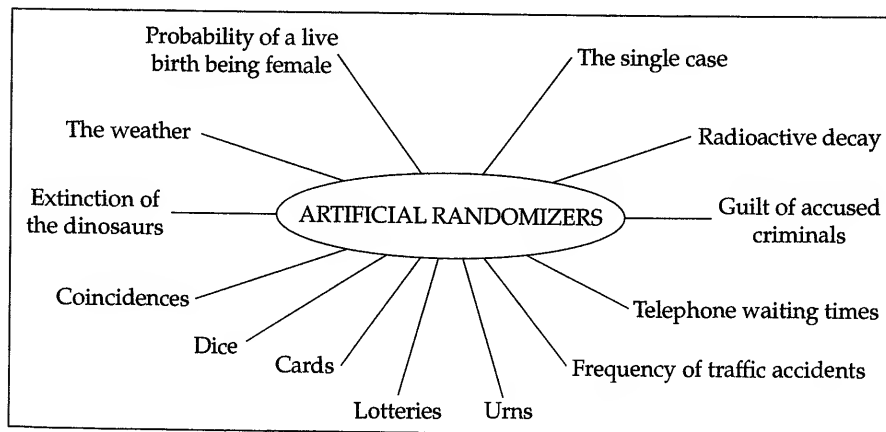 Probability of a live
birth being female
The single case
The weather
Radioactive decay
Extinction of
the dinosaurs
ARTIFICIAL RANDOMIZERS
Guilt of accused
criminals
Coincidences
Telephone waiting times
Dice
Cards
Frequency of traffic accidents
Lotteries
Urns